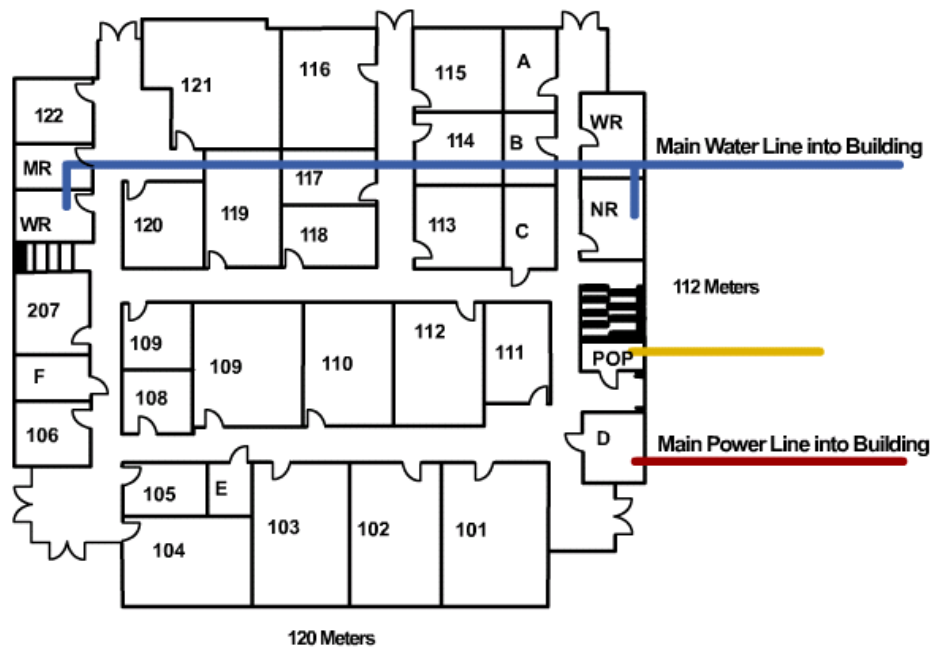 116
A
121
115
122
WR
114
B
Main Water Line into Building
MR
117
120
119
NR
WR
118
113
C
112 Meters
207
112
109
109
110
111
POP
F
108
106
D
Main Power Line into Building
105
E
103
102
101
104
120 Meters